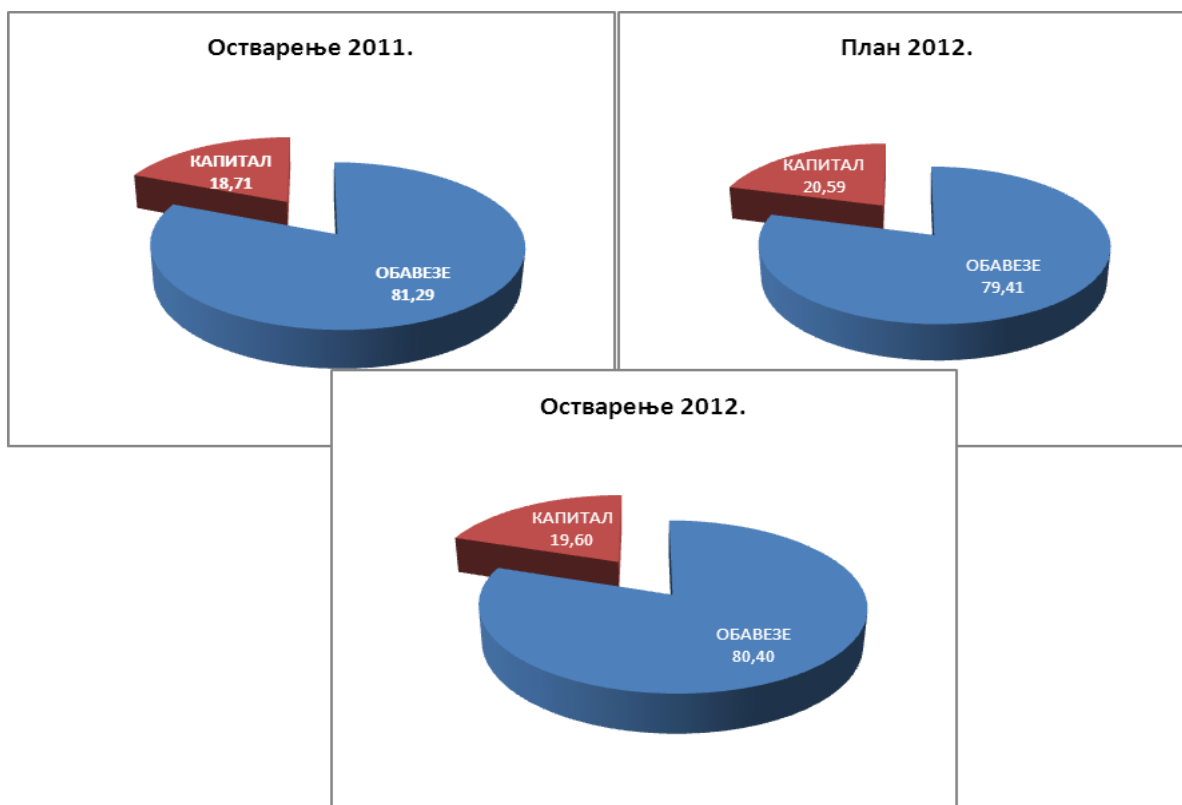 Остварење 2011.
КАПИТАЛ
18,71
ОБАВЕЗЕ
81,29
План 2012.
КАПИТАЛ
20,59
ОБАВЕЗЕ
79,41
Остварење 2012.
КАПИТАЛ
19,60
ОБАВЕЗЕ
80,40